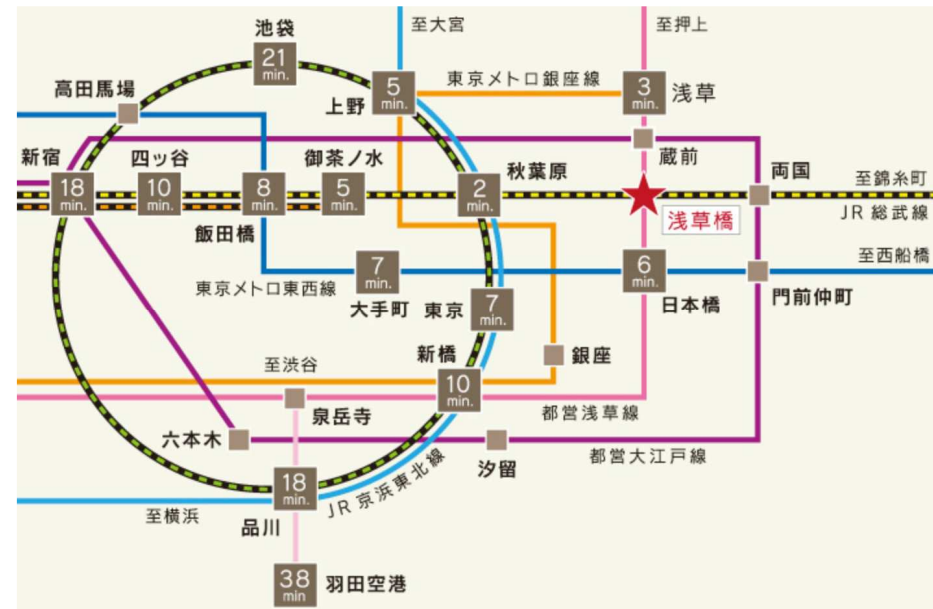 至大宮
至押上
池袋
21
min.
5
min.
東京メトロ銀座線
3
min.
浅草
高田馬場
上野
蔵前
新宿
四ッ谷
御茶ノ水
秋葉原
両国
至錦糸町
18
min.
10
min.
8
min.
5
min.
2
min.
浅草橋
JR総武線
飯田橋
至西船橋
7
min.
6
min.
東京メトロ東西線
大手町
東京
7
min.
日本橋
門前仲町
新橋
銀座
至渋谷
10
min.
泉岳寺
都営浅草線
六本木
汐留
都営大江戸線
18
min.
JR京浜東北線
至横浜
品川
38
min
羽田空港